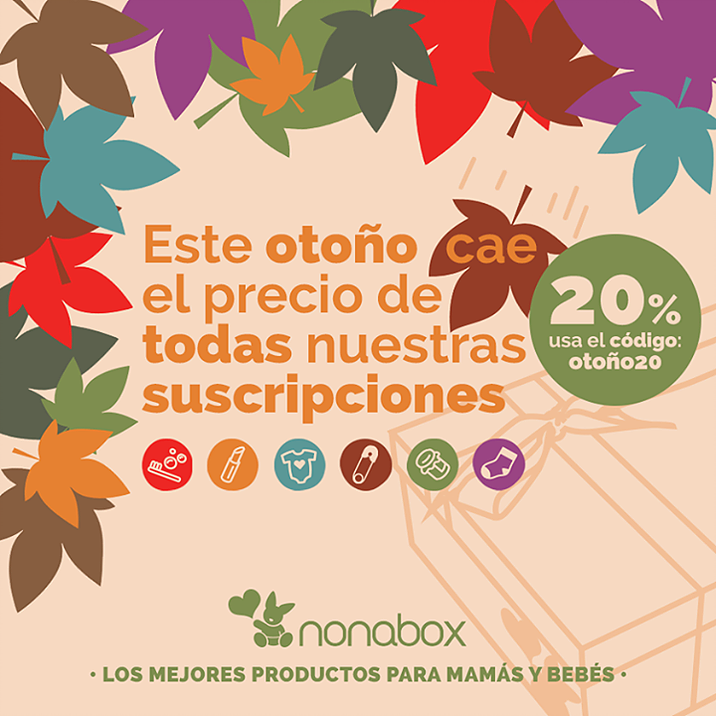 Este otoño cae
el precio de
todas nuestras
suscripciones
20%
usa el código:
otoño20
nonabox
• LOS MEJORES PRODUCTOS PARA MAMÁS Y BEBÉS •